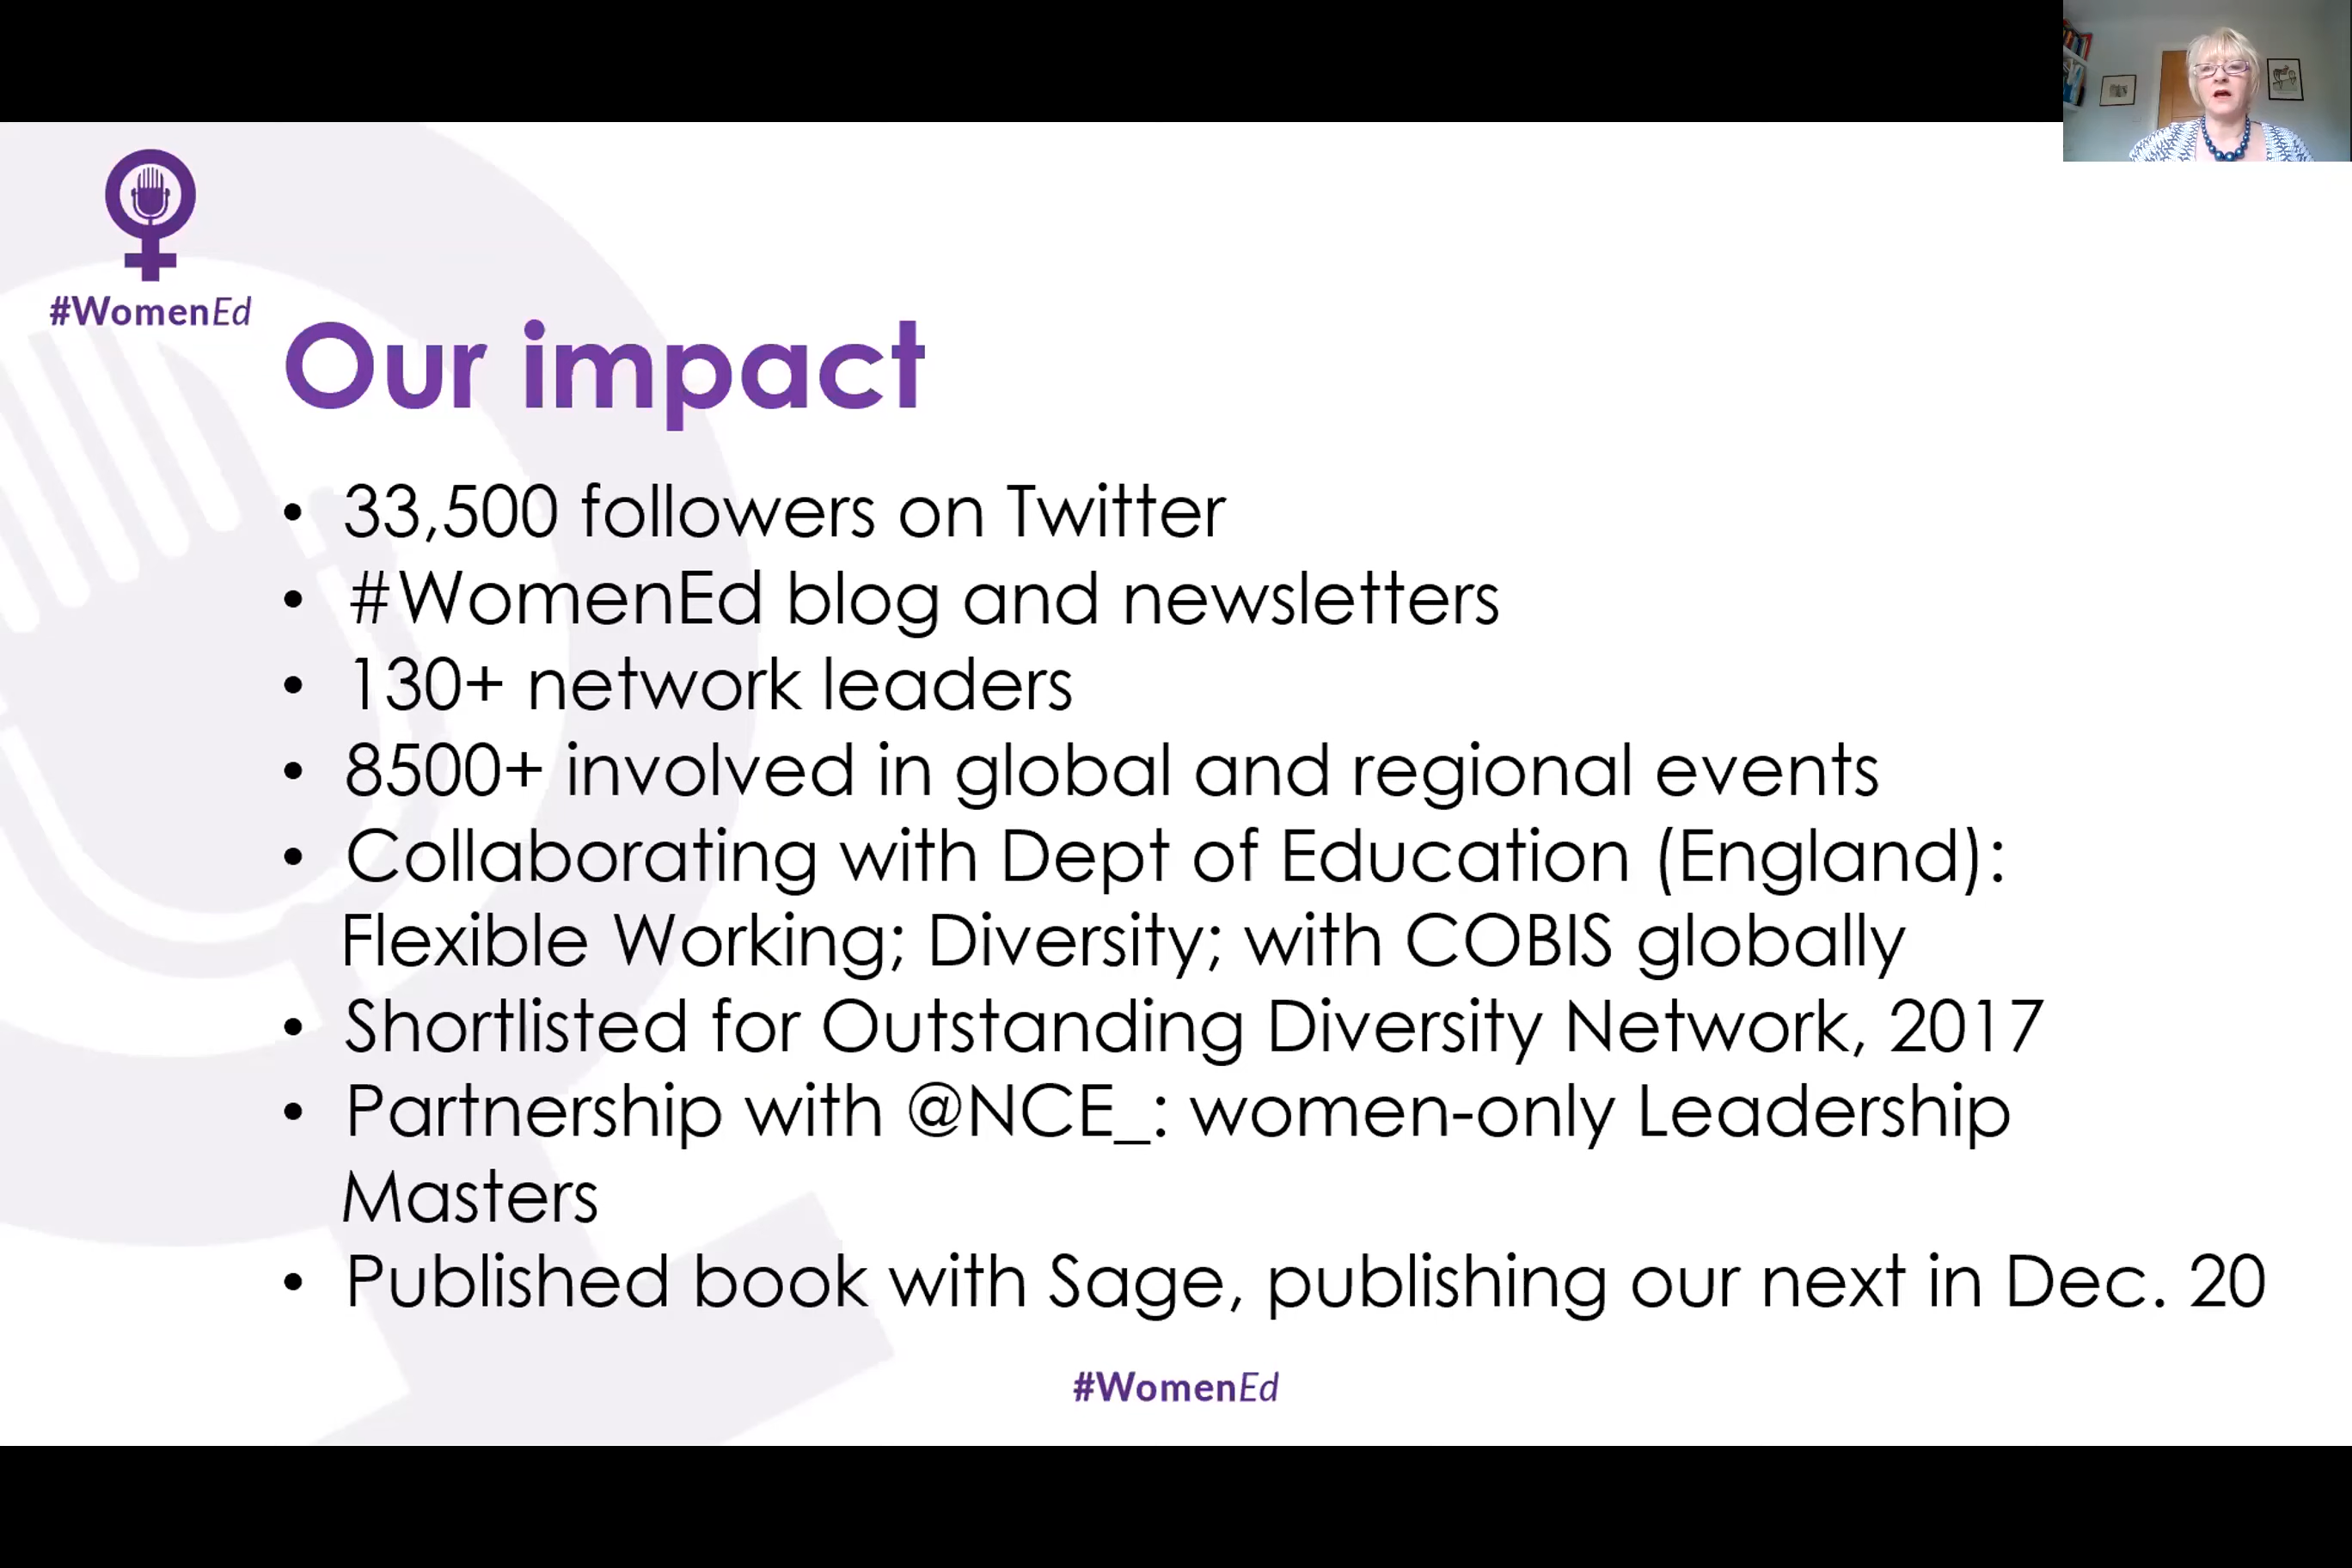 #WomenEd
Our impact
• 33,500 followers on Twitter
• #WomenEd blog and newsletters
• 130+ network leaders
• 8500+ involved in global and regional events
• Collaborating with Dept of Education (England):
Flexible Working; Diversity; with COBIS globally
• Shortlisted for Outstanding Diversity Network, 2017
• Partnership with @NCE_: women-only Leadership
Masters
• Published book with Sage, publishing our next in Dec. 20
#WomenEd